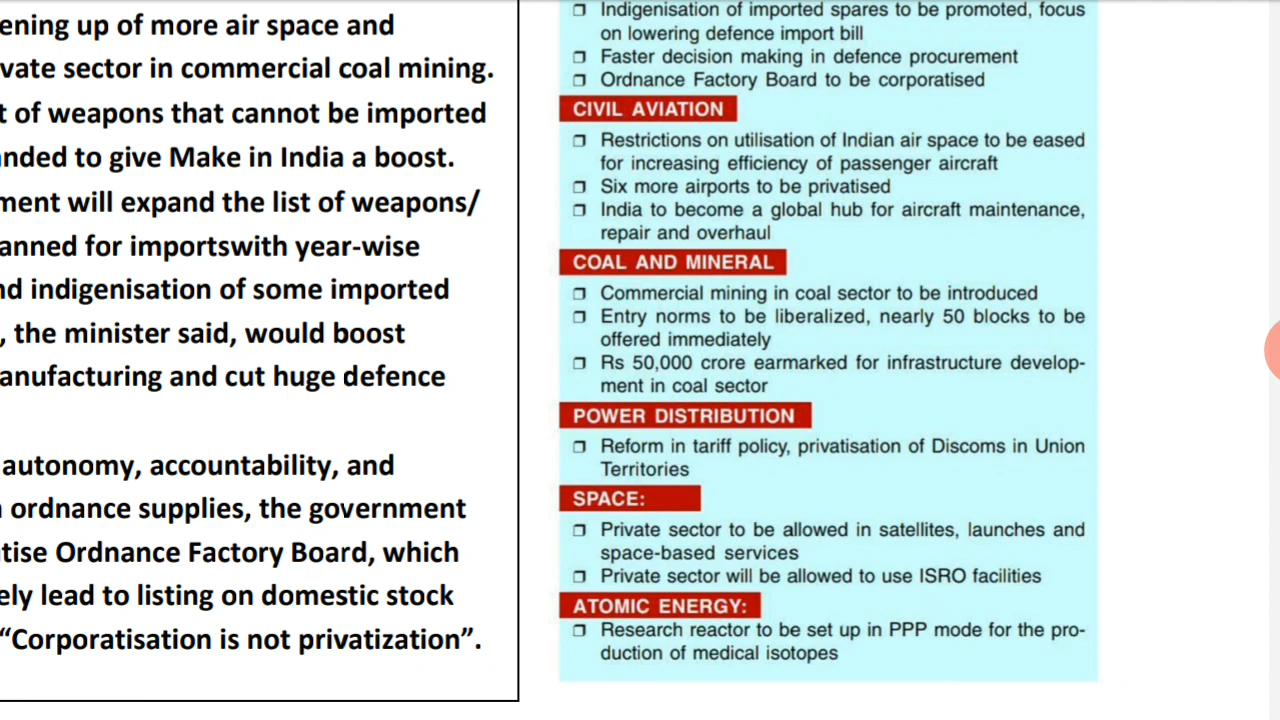 ening up of more air space and
vate sector in commercial coal mining.
t of weapons that cannot be imported
nded to give Make in India a boost.
ment will expand the list of weapons/
anned for importswith year-wise
nd indigenisation of some imported
, the minister said, would boost
anufacturing and cut huge defence
autonomy, accountability, and
ordnance supplies, the government
tise Ordnance Factory Board, which
ely lead to listing on domestic stock
“Corporatisation is not privatization”.
❒ Indigenisation of imported spares to be promoted, focus
on lowering defence import bill
❒ Faster decision making in defence procurement
❒ Ordnance Factory Board to be corporatised
CIVIL AVIATION
❒ Restrictions on utilisation of Indian air space to be eased
for increasing efficiency of passenger aircraft
❒ Six more airports to be privatised
❒ India to become a global hub for aircraft maintenance,
repair and overhaul
COAL AND MINERAL
❒ Commercial mining in coal sector to be introduced
❒ Entry norms to be liberalized, nearly 50 blocks to be
offered immediately
❒ Rs 50,000 crore earmarked for infrastructure develop-
ment in coal sector
POWER DISTRIBUTION
❒ Reform in tariff policy, privatisation of Discoms in Union
Territories
SPACE:
❒ Private sector to be allowed in satellites, launches and
space-based services
❒ Private sector will be allowed to use ISRO facilities
ATOMIC ENERGY:
❒ Research reactor to be set up in PPP mode for the pro-
duction of medical isotopes